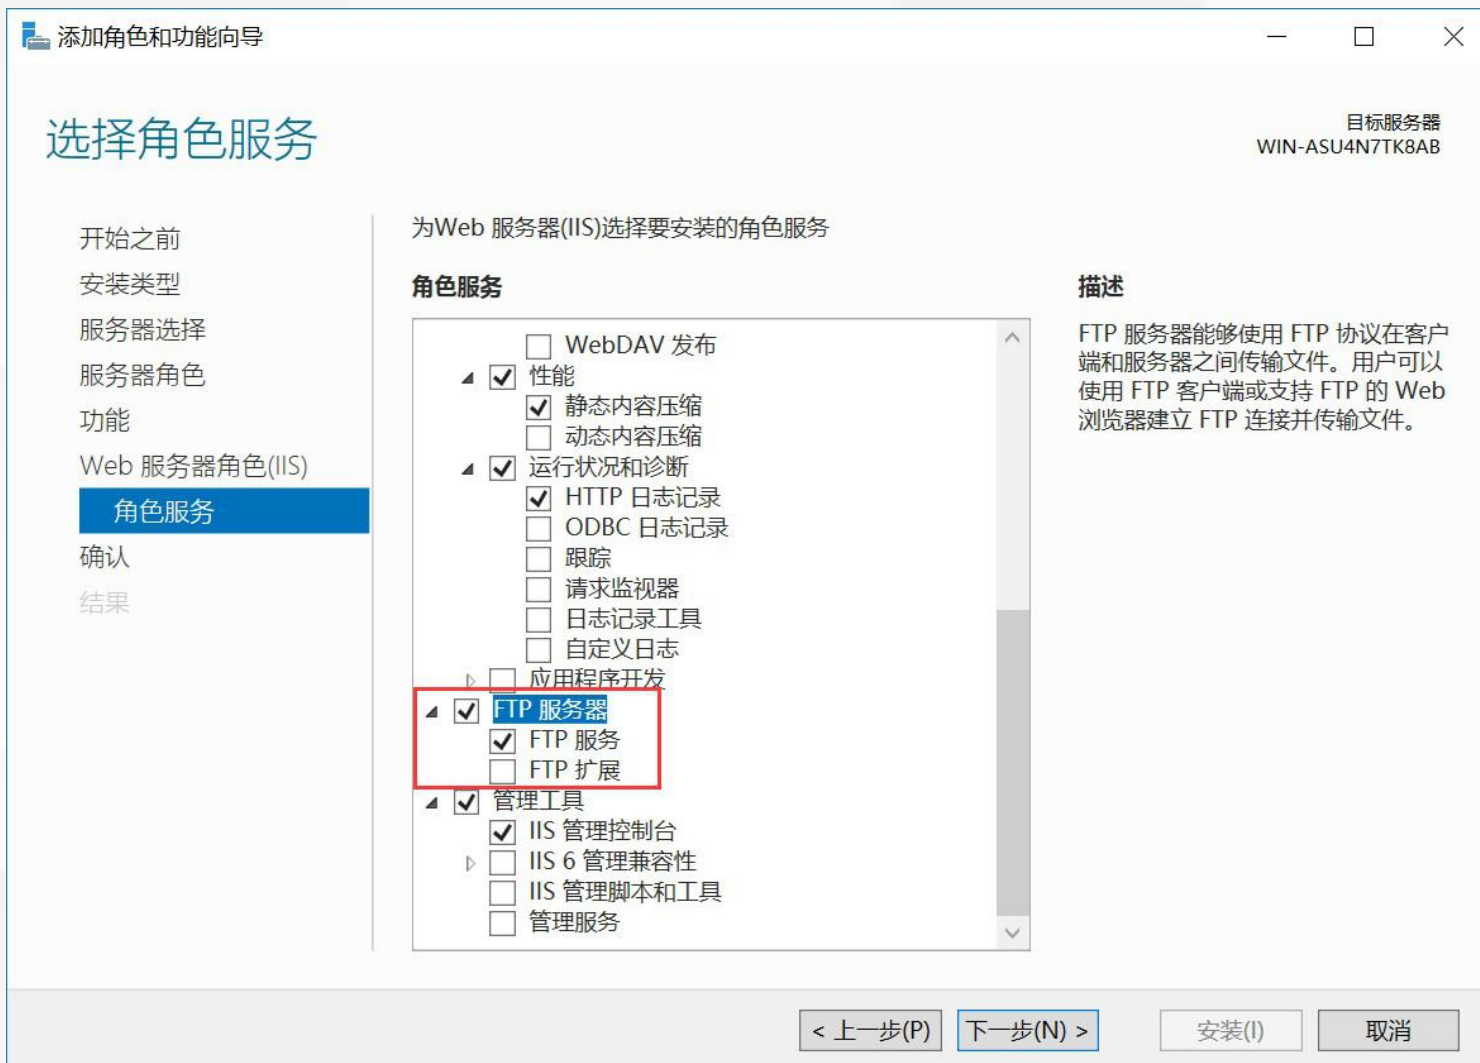 添加角色和功能向导
选择角色服务
目标服务器
WIN-ASU4N7TK8AB
开始之前
安装类型
服务器选择
服务器角色
功能
Web 服务器角色(IIS)
角色服务
确认
结果
为Web 服务器(IIS)选择要安装的角色服务
角色服务
WebDAV 发布
性能
静态内容压缩
动态内容压缩
运行状况和诊断
HTTP 日志记录
ODBC 日志记录
跟踪
请求监视器
日志记录工具
自定义日志
应用程序开发
FTP 服务器
FTP 服务
FTP 扩展
管理工具
IIS 管理控制台
IIS 6 管理兼容性
IIS 管理脚本和工具
管理服务
描述
FTP 服务器能够使用 FTP 协议在客户
端和服务器之间传输文件。用户可以
使用 FTP 客户端或支持 FTP 的 Web
浏览器建立 FTP 连接并传输文件。
< 上一步(P)
下一步(N) >
安装(I)
取消